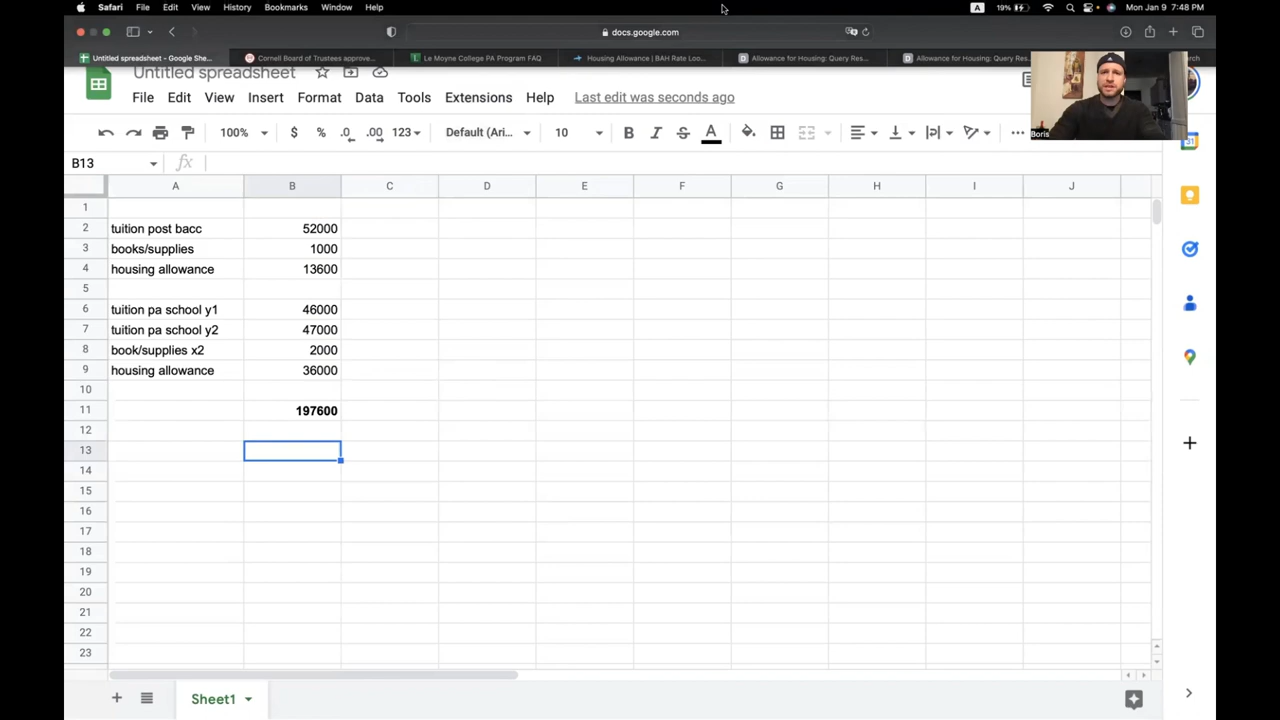 Safari File Edit View History Bookmarks Window Help A 19% Mon Jan 9 7:48 PM
docs.google.com
Untitled spreadsheet - Google She... Cornell Board of Trustees approve... Le Moyne College PA Program FAQ Housing Allowance | BAH Rate Loo... Allowance for Housing: Query Res... Allowance for Housing: Query Res...
Untitled spreadsheet
File Edit View Insert Format Data Tools Extensions Help Last edit was seconds ago
Boris
100% $ % .0 .00 123 Default (Ari... 10 B I S A
B13 fx
A B C D E F G H I J
1
2 tuition post bacc 52000
3 books/supplies 1000
4 housing allowance 13600
5
6 tuition pa school y1 46000
7 tuition pa school y2 47000
8 book/supplies x2 2000
9 housing allowance 36000
10
11 197600
12
13
14
15
16
17
18
19
20
21
22
23
Sheet1